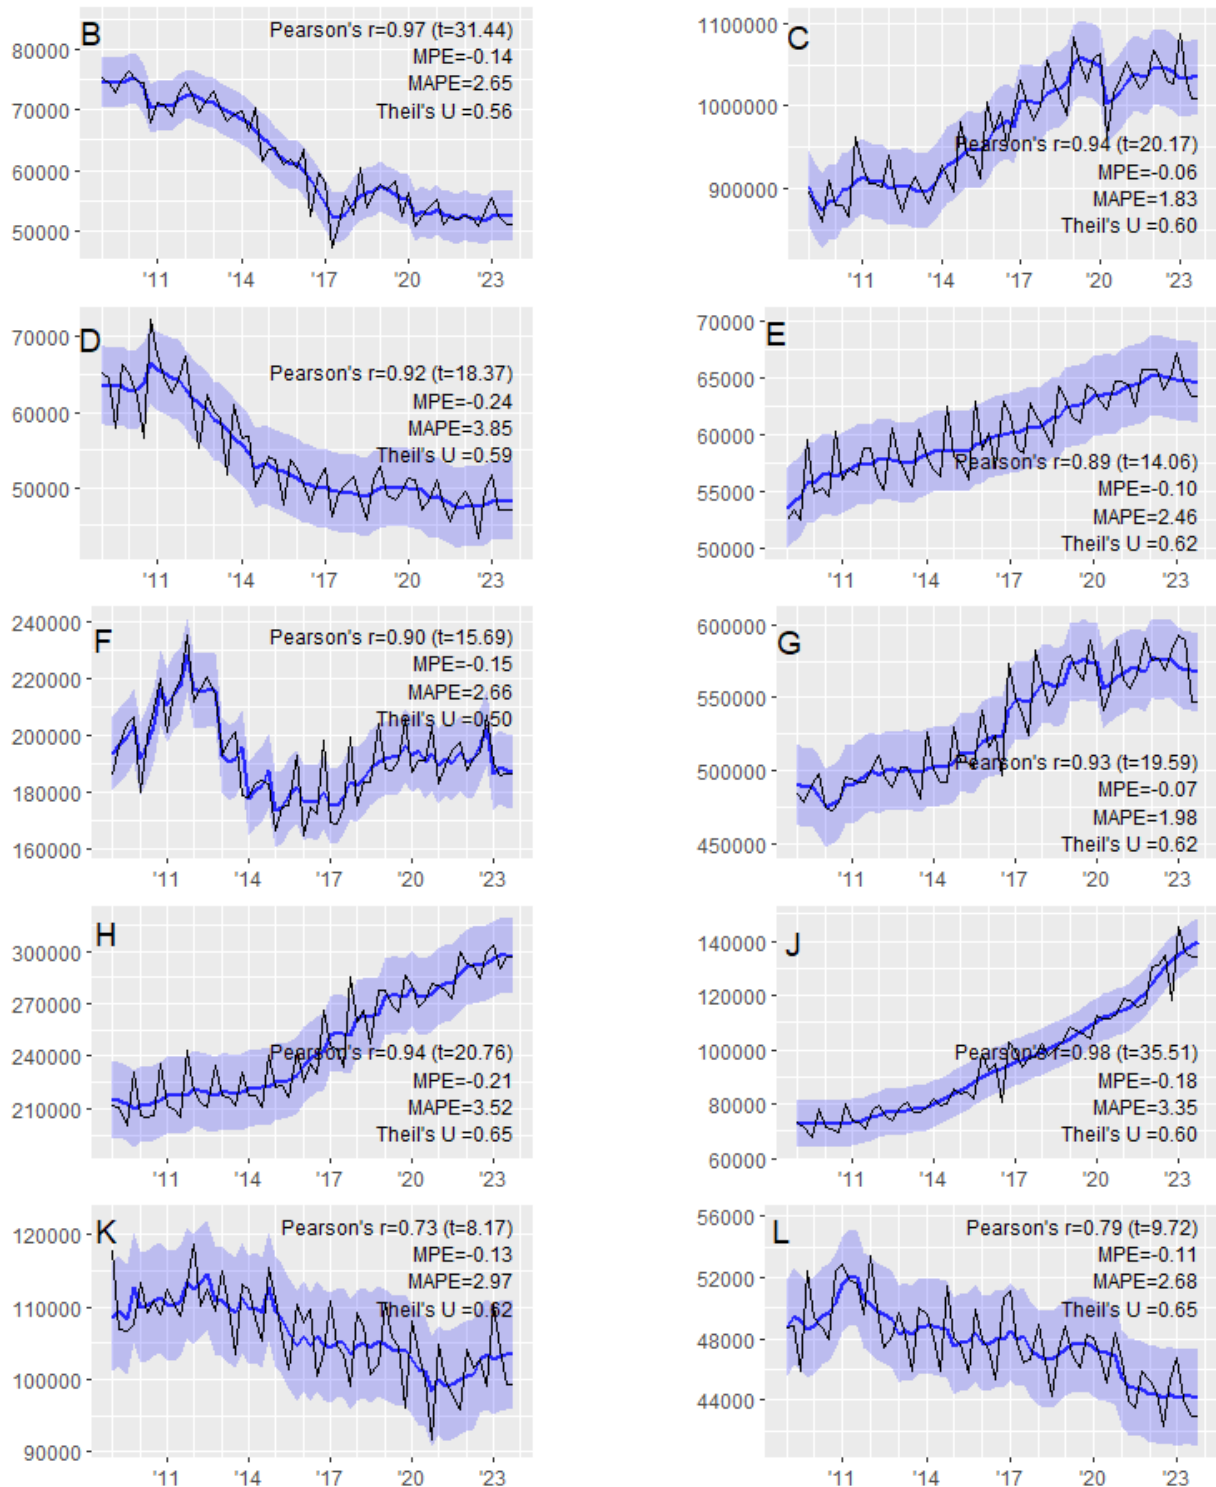 B
Pearson's r=0.97 (t=31.44)
MPE=-0.14
MAPE=2.65
Theil's U =0.56
80000
70000
60000
50000
'11 '14 '17 '20 '23
C
Pearson's r=0.94 (t=20.17)
MPE=-0.06
MAPE=1.83
Theil's U =0.60
1100000
1000000
900000
'11 '14 '17 '20 '23
D
Pearson's r=0.92 (t=18.37)
MPE=-0.24
MAPE=3.85
Theil's U =0.59
70000
60000
50000
'11 '14 '17 '20 '23
E
Pearson's r=0.89 (t=14.06)
MPE=-0.10
MAPE=2.46
Theil's U =0.62
70000
65000
60000
55000
50000
'11 '14 '17 '20 '23
F
Pearson's r=0.90 (t=15.69)
MPE=-0.15
MAPE=2.66
Theil's U =0.50
240000
220000
200000
180000
160000
'11 '14 '17 '20 '23
G
Pearson's r=0.93 (t=19.59)
MPE=-0.07
MAPE=1.98
Theil's U =0.62
600000
550000
500000
450000
'11 '14 '17 '20 '23
H
Pearson's r=0.94 (t=20.76)
MPE=-0.21
MAPE=3.52
Theil's U =0.65
300000
270000
240000
210000
'11 '14 '17 '20 '23
J
Pearson's r=0.98 (t=35.51)
MPE=-0.18
MAPE=3.35
Theil's U =0.60
140000
120000
100000
80000
60000
'11 '14 '17 '20 '23
K
Pearson's r=0.73 (t=8.17)
MPE=-0.13
MAPE=2.97
Theil's U =0.62
120000
110000
100000
90000
'11 '14 '17 '20 '23
L
Pearson's r=0.79 (t=9.72)
MPE=-0.11
MAPE=2.68
Theil's U =0.65
56000
52000
48000
44000
'11 '14 '17 '20 '23